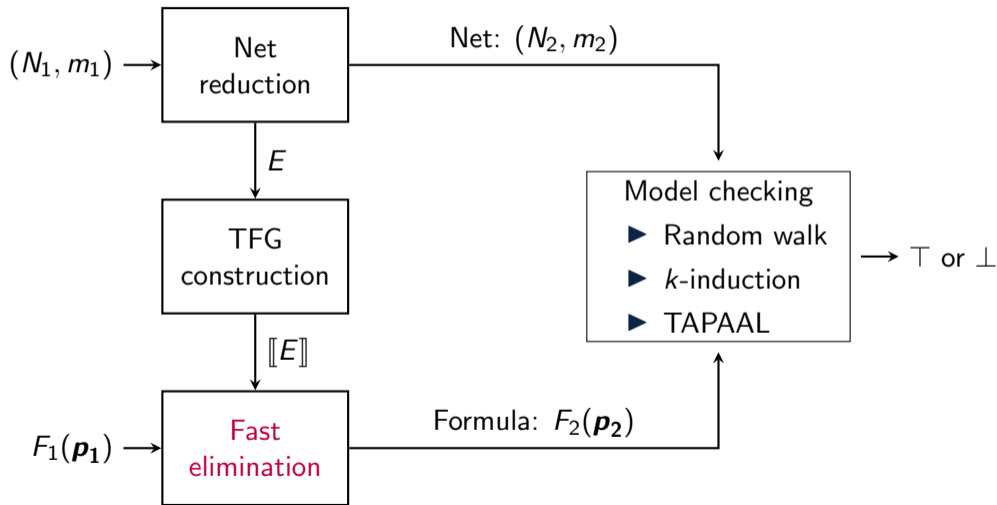 (N₁, m₁)
Net
reduction
Net: (N₂, m₂)
E
TFG
construction
⟦E⟧
F₁(p₁)
Fast
elimination
Formula: F₂(p₂)
Model checking
▶ Random walk
▶ k-induction
▶ TAPAAL
⊤ or ⊥